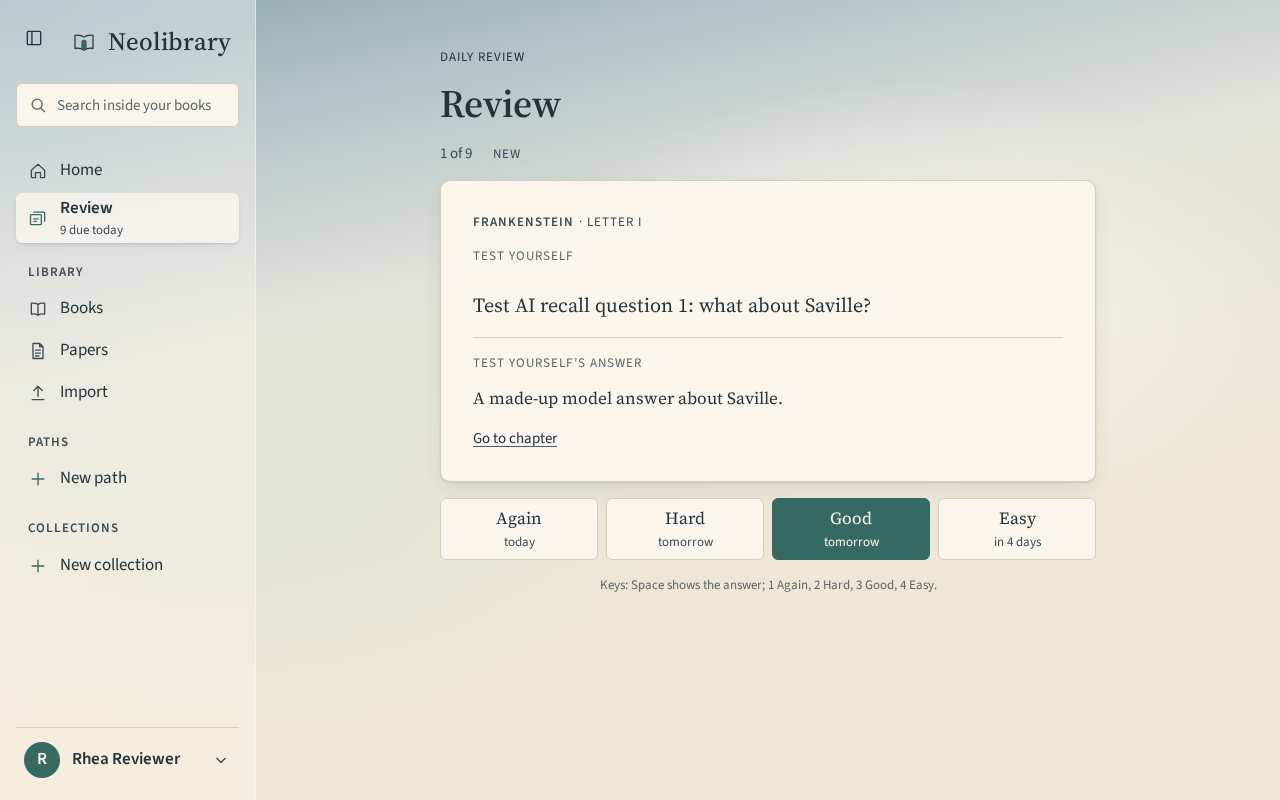 Neolibrary
Search inside your books
Home
Review
9 due today
LIBRARY
Books
Papers
Import
PATHS
New path
COLLECTIONS
New collection
R
Rhea Reviewer
DAILY REVIEW
Review
1 of 9 NEW
FRANKENSTEIN · LETTER I
TEST YOURSELF
Test AI recall question 1: what about Saville?
TEST YOURSELF’S ANSWER
A made-up model answer about Saville.
Go to chapter
Again
today
Hard
tomorrow
Good
tomorrow
Easy
in 4 days
Keys: Space shows the answer; 1 Again, 2 Hard, 3 Good, 4 Easy.